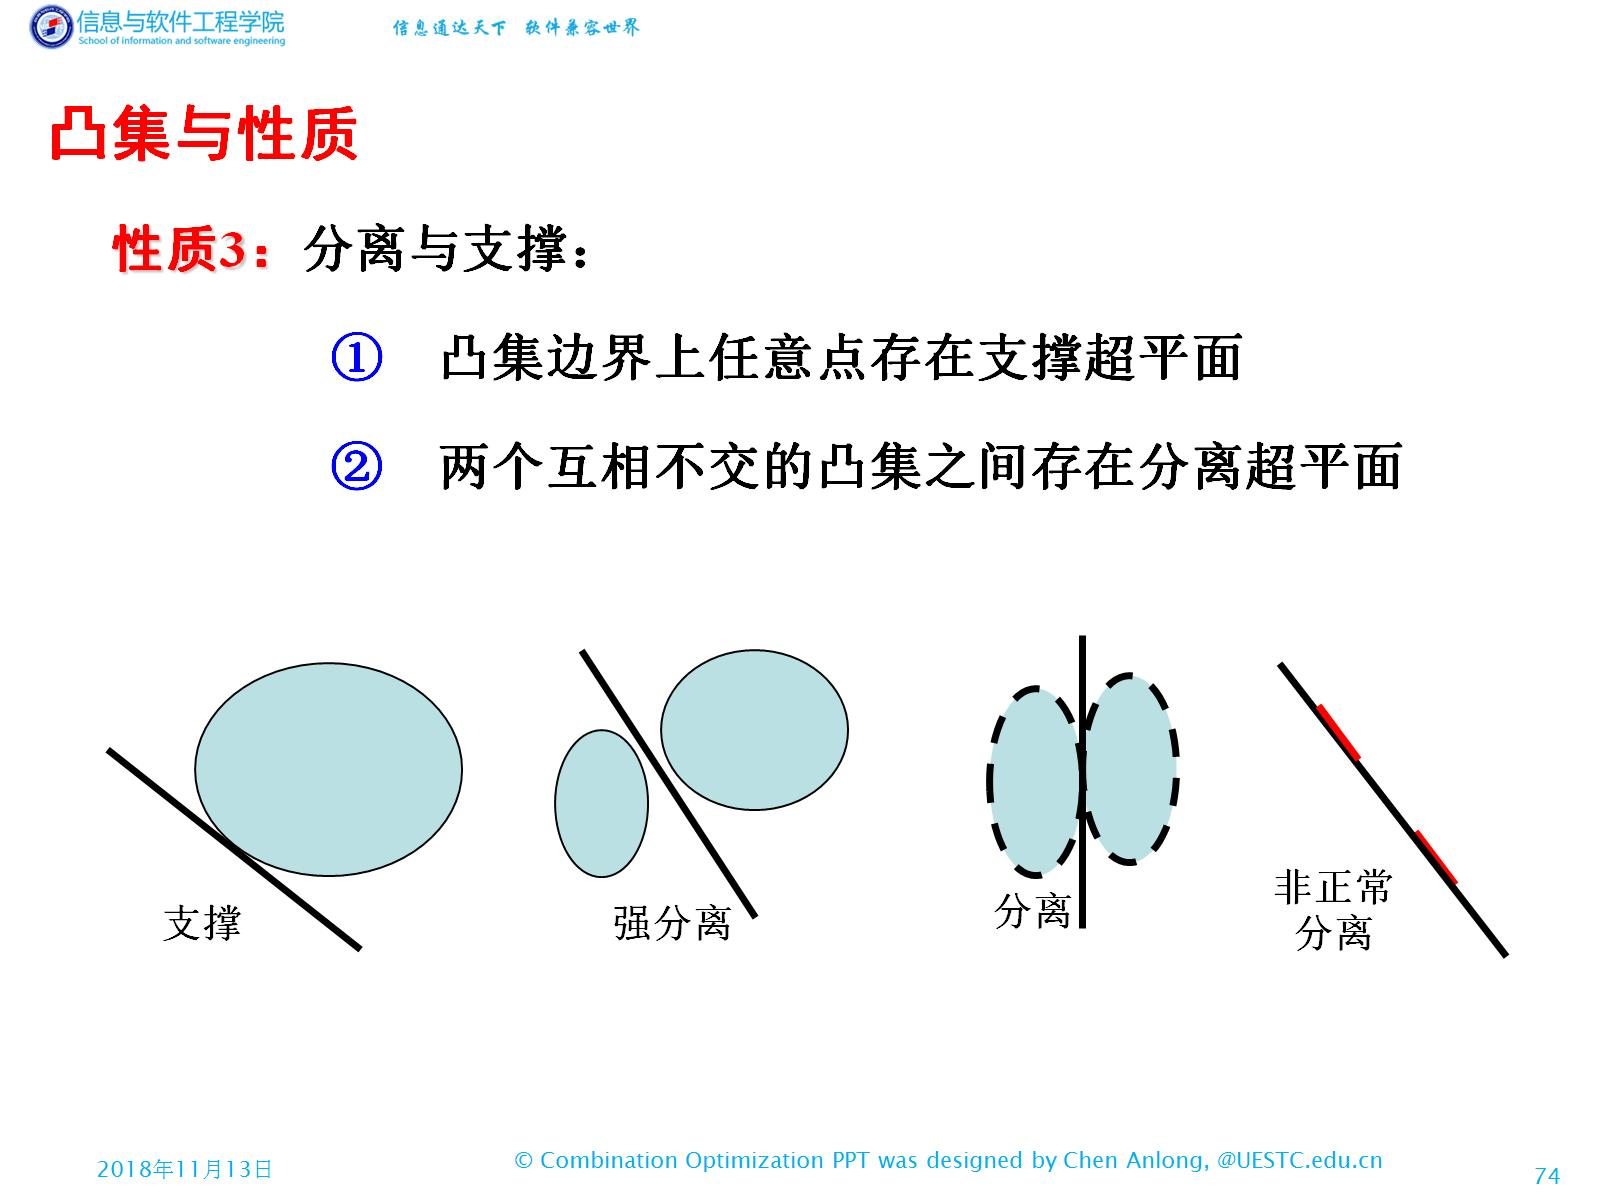 信息与软件工程学院
School of information and software engineering
信息通达天下 软件兼容世界
凸集与性质
性质3：分离与支撑：
① 凸集边界上任意点存在支撑超平面
② 两个互相不交的凸集之间存在分离超平面
支撑
强分离
分离
非正常
分离
2018年11月13日
© Combination Optimization PPT was designed by Chen Anlong, @UESTC.edu.cn
74